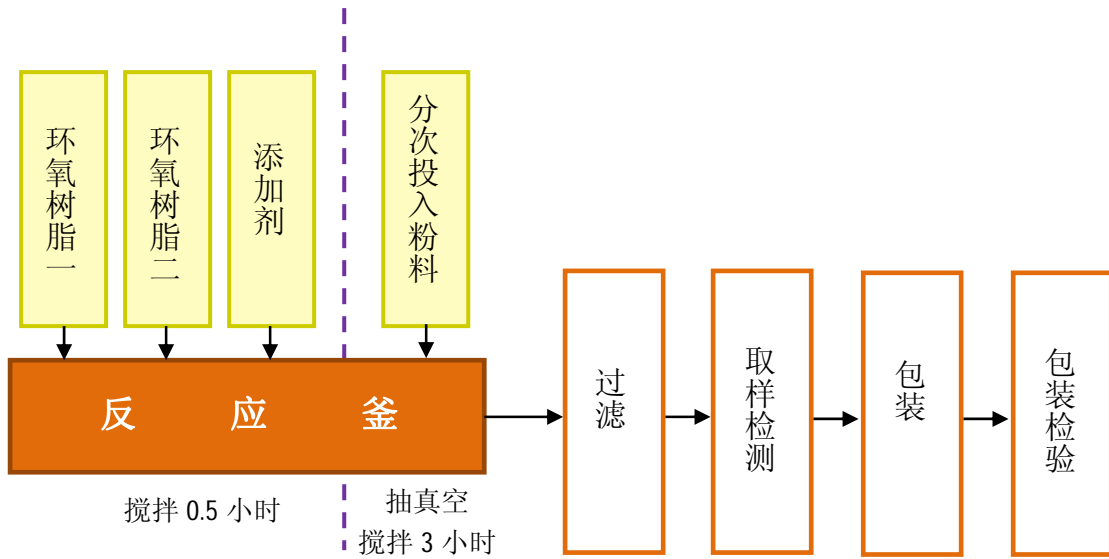 环氧树脂一
环氧树脂二
添加剂
分次投入粉料
反应釜
过滤
取样检测
包装
包装检验
搅拌 0.5 小时
抽真空
搅拌 3 小时